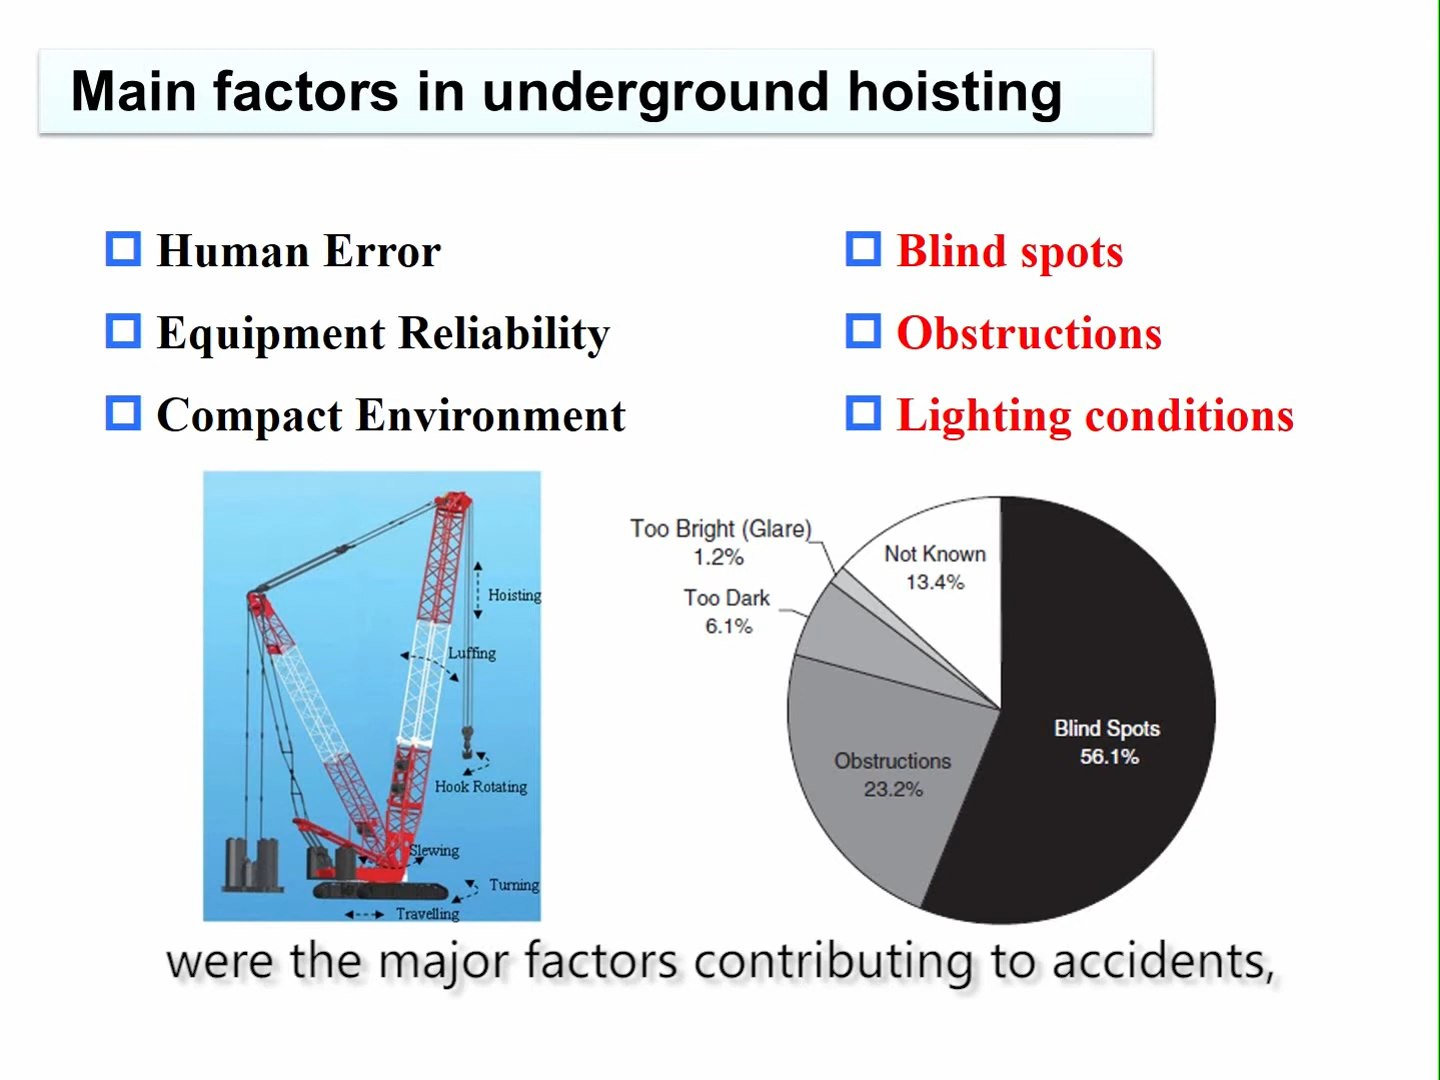 Main factors in underground hoisting
Human Error
Equipment Reliability
Compact Environment
Blind spots
Obstructions
Lighting conditions
Hoisting
Luffing
Hook Rotating
Slewing
Turning
Travelling
Too Bright (Glare)
1.2%
Not Known
13.4%
Too Dark
6.1%
Blind Spots
56.1%
Obstructions
23.2%
were the major factors contributing to accidents,